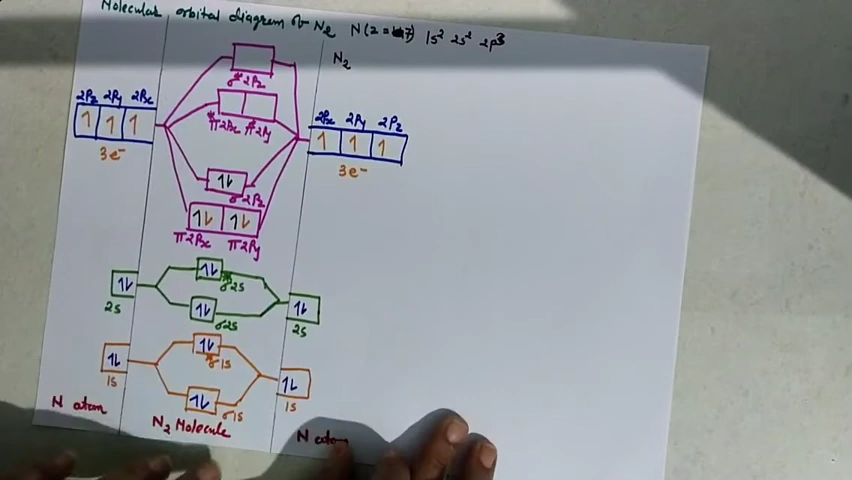 Molecular orbital diagram of N2 N(Z=7) 1s² 2s² 2p³
N2
σ*2Pz
2Pz 2Py 2Px
π*2Px π*2Py
2Px 2Py 2Pz
1 1 1
1 1 1
3e⁻
3e⁻
1⇂
σ2Pz
1⇂ 1⇂
π2Px π2Py
1⇂
σ*2s
1⇂
2s
1⇂
σ2s
1⇂
2s
1⇂
σ*1s
1⇂
1s
1⇂
σ1s
1⇂
1s
N atom
N2 Molecule
N atom